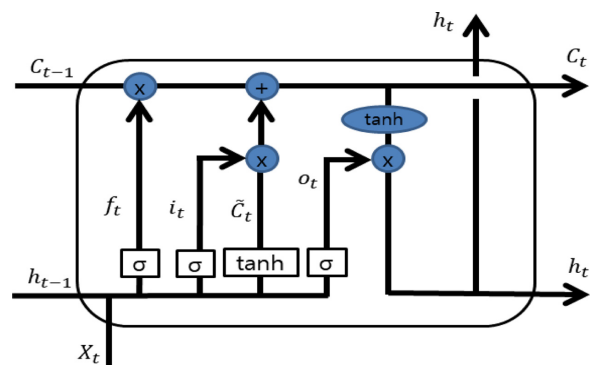 h_t
C_{t-1}
C_t
x
+
tanh
x
x
o_t
f_t
i_t
C̃_t
σ
σ
tanh
σ
h_{t-1}
h_t
X_t